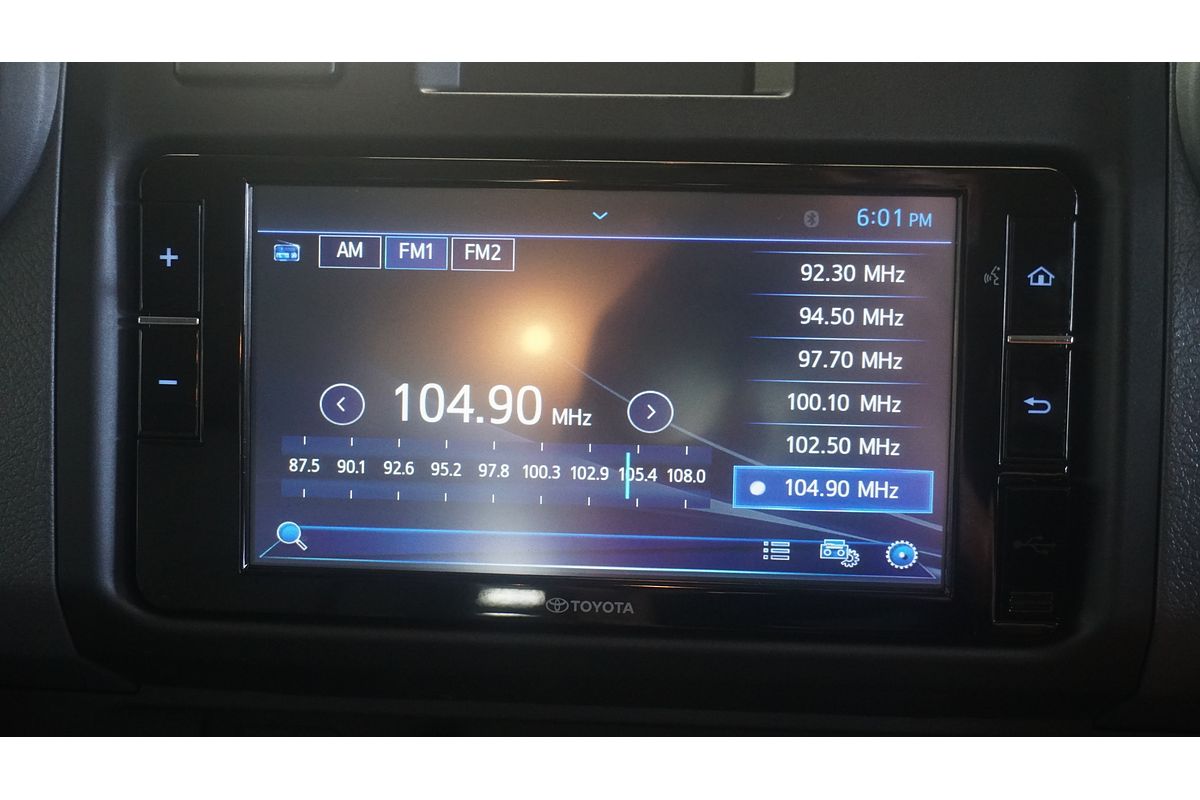 6:01 PM
AM FM1 FM2
92.30 MHz
94.50 MHz
97.70 MHz
100.10 MHz
102.50 MHz
104.90 MHz
104.90 MHz
87.5 90.1 92.6 95.2 97.8 100.3 102.9 105.4 108.0
TOYOTA